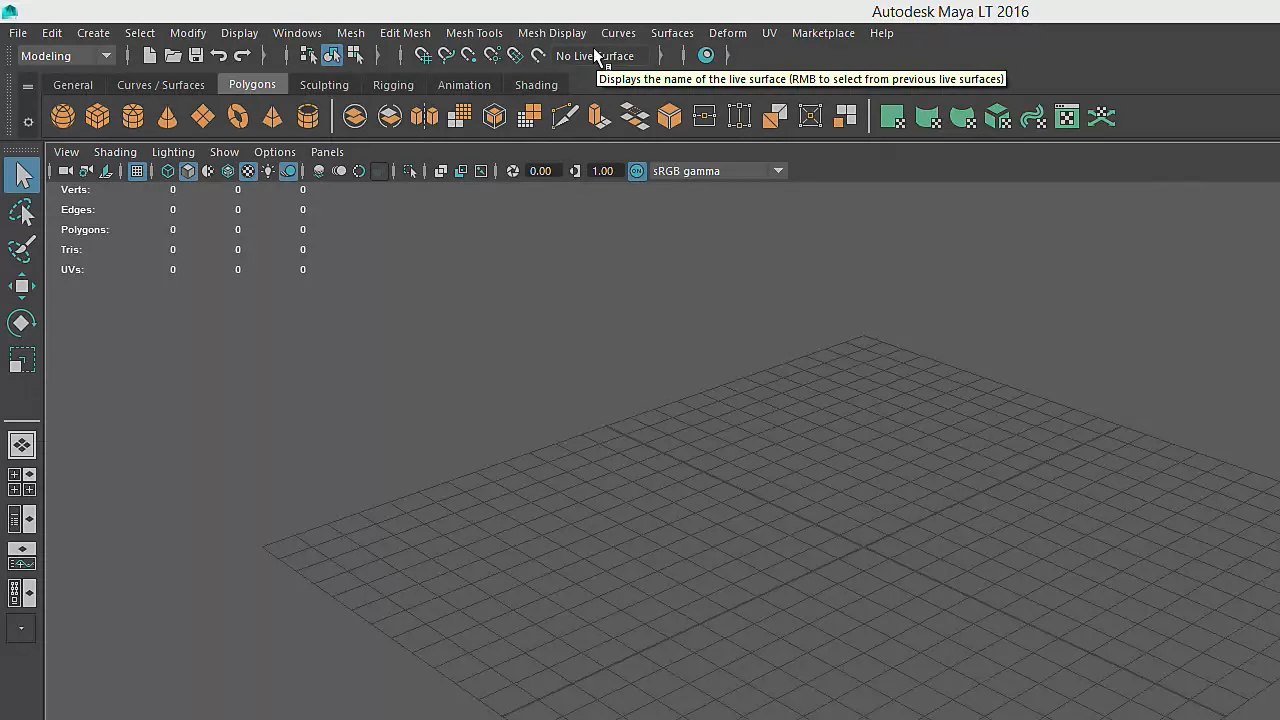 Autodesk Maya LT 2016
File Edit Create Select Modify Display Windows Mesh Edit Mesh Mesh Tools Mesh Display Curves Surfaces Deform UV Marketplace Help
Modeling No Live Surface
Displays the name of the live surface (RMB to select from previous live surfaces)
General Curves / Surfaces Polygons Sculpting Rigging Animation Shading
View Shading Lighting Show Options Panels
0.00 1.00 ON sRGB gamma
Verts: 0 0 0
Edges: 0 0 0
Polygons: 0 0 0
Tris: 0 0 0
UVs: 0 0 0